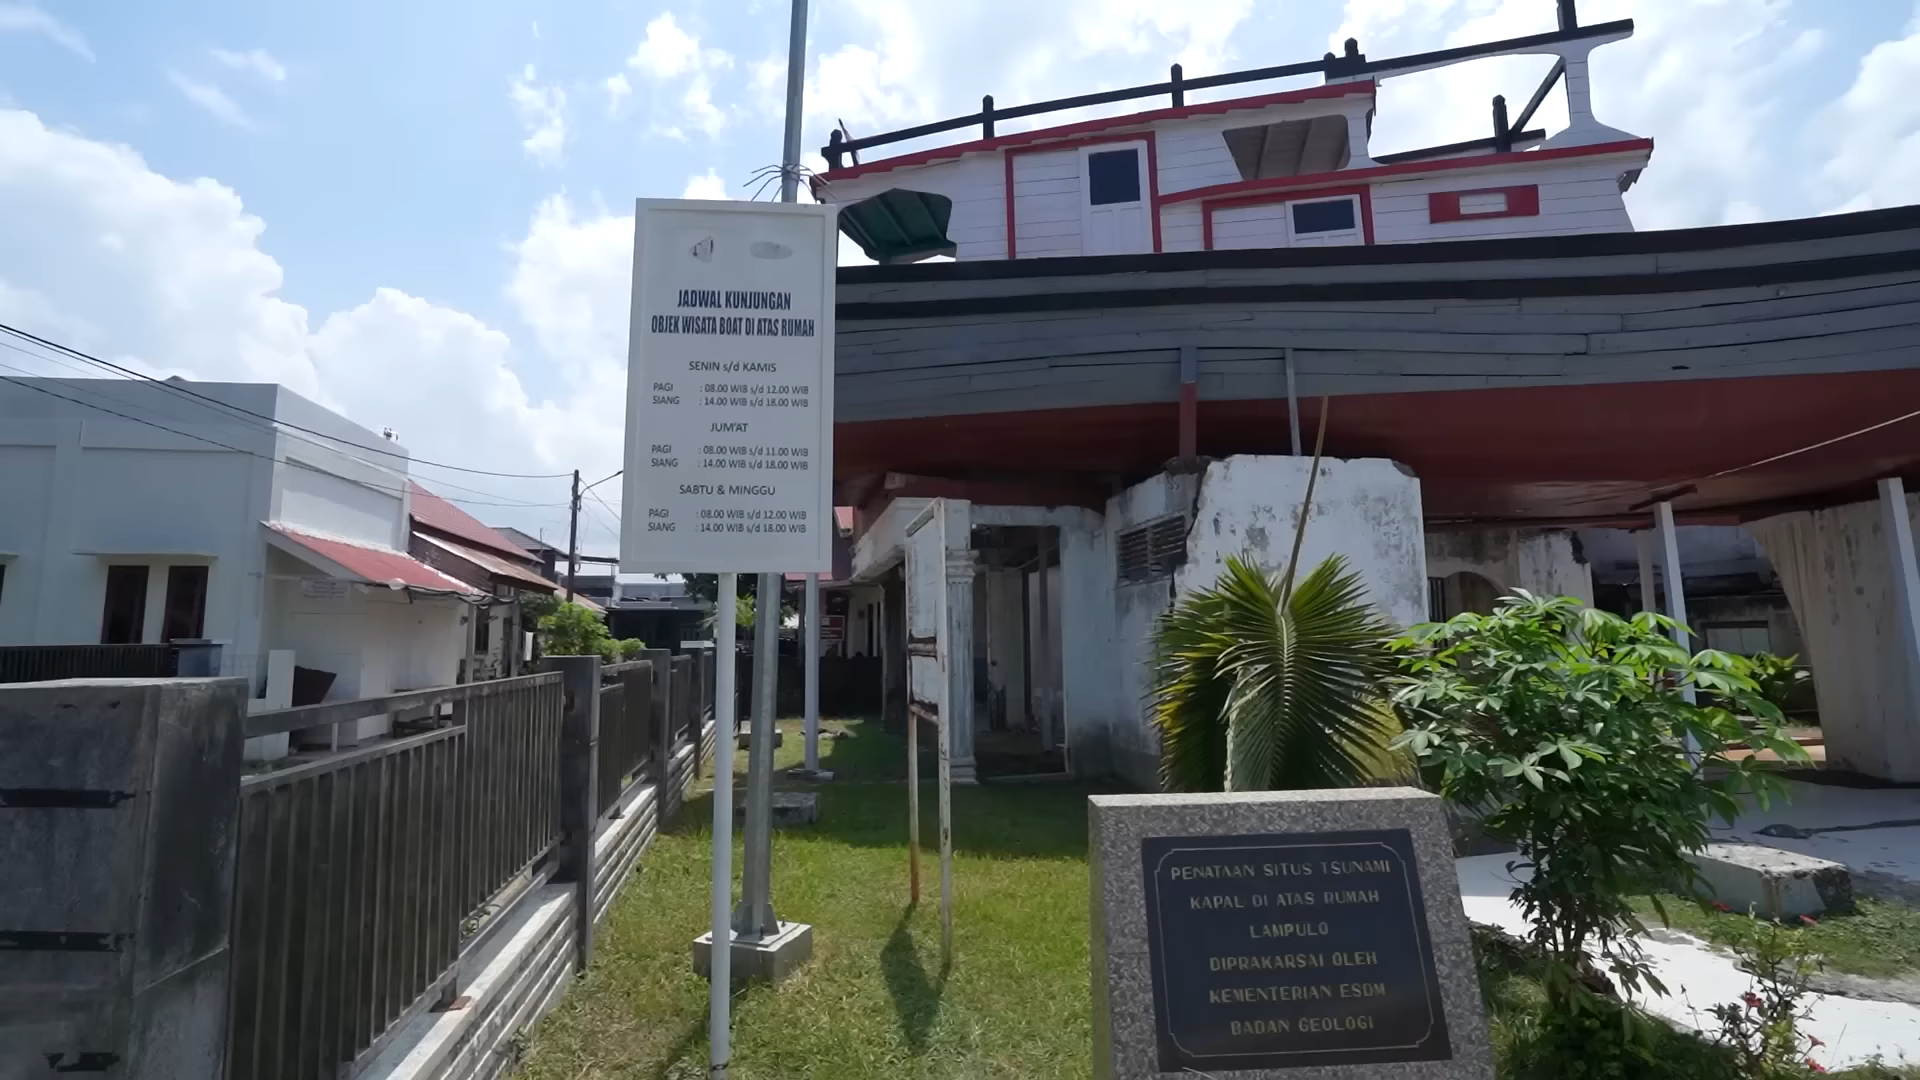 JADWAL KUNJUNGAN
OBJEK WISATA BOAT DI ATAS RUMAH
SENIN s/d KAMIS
PAGI : 08.00 WIB s/d 12.00 WIB
SIANG : 14.00 WIB s/d 18.00 WIB
JUM'AT
PAGI : 08.00 WIB s/d 11.00 WIB
SIANG : 14.00 WIB s/d 18.00 WIB
SABTU & MINGGU
PAGI : 08.00 WIB s/d 12.00 WIB
SIANG : 14.00 WIB s/d 18.00 WIB
PENATAAN SITUS TSUNAMI
KAPAL DI ATAS RUMAH
LAMPULO
DIPRAKARSAI OLEH
KEMENTERIAN ESDM
BADAN GEOLOGI